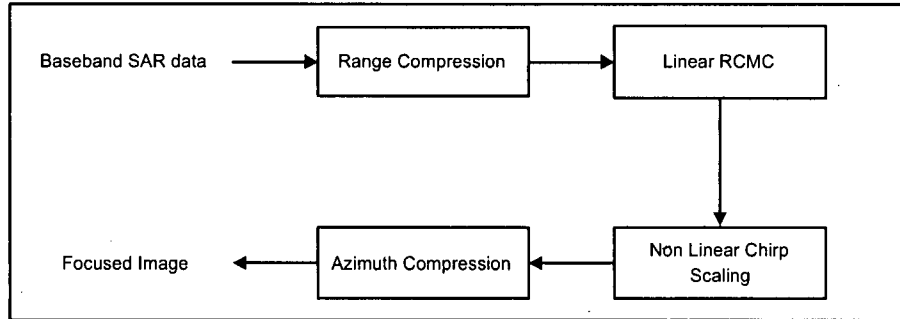 Baseband SAR data
Range Compression
Linear RCMC
Focused Image
Azimuth Compression
Non Linear Chirp
Scaling